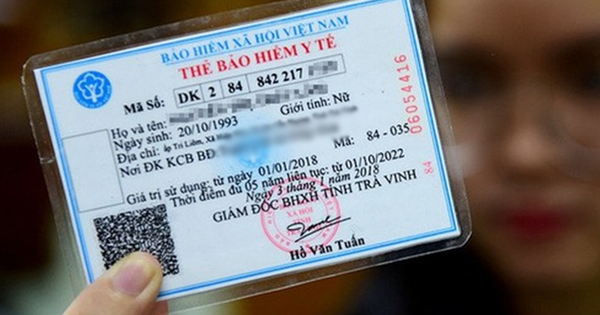 BẢO HIỂM XÃ HỘI VIỆT NAM
THẺ BẢO HIỂM Y TẾ
Mã Số: DK 2 84 842 217
Họ và tên:
Ngày sinh: 20/10/1993 Giới tính: Nữ
Địa chỉ: ấp Tri Liêm, Xã
Nơi ĐK KCB BĐ Mã: 84 - 035
Giá trị sử dụng: từ ngày 01/01/2018
Thời điểm đủ 05 năm liên tục: từ 01/10/2022
Ngày 3 tháng 1 năm 2018
GIÁM ĐỐC BHXH TỈNH TRÀ VINH
XÃ HỘI
TỈNH
Hồ Văn Tuấn
84 06054416